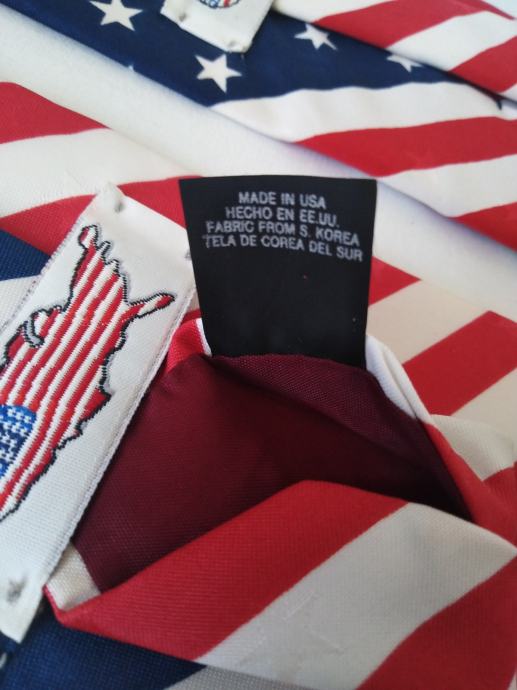 MADE IN USA
HECHO EN EE.UU.
FABRIC FROM S. KOREA
TELA DE COREA DEL SUR